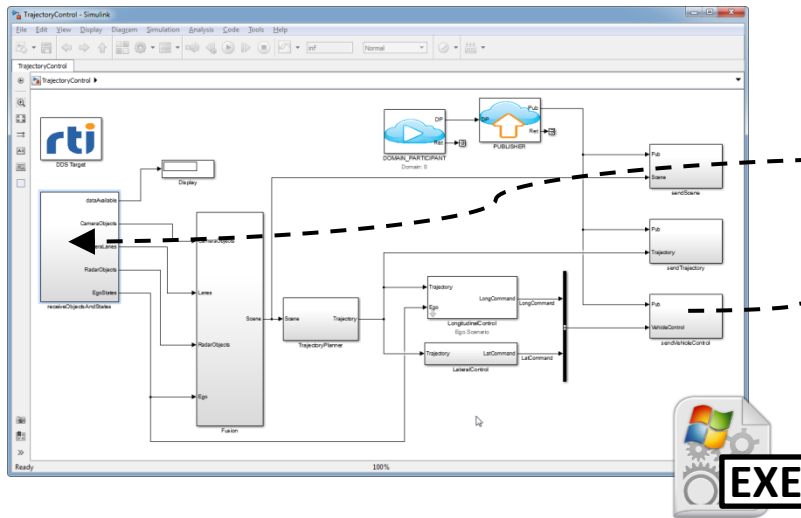 TrajectoryControl - Simulink
File Edit View Display Diagram Simulation Analysis Code Tools Help
inf Normal
TrajectoryControl
TrajectoryControl
rti
DDS Target
DP
Ret
DOMAIN_PARTICIPANT
Domain: 0
DP
Pub
Ret
PUBLISHER
Display
dataAvailable
CameraObjects
RadarObjects
EgoStates
receiveObjectsAndStates
CameraObjects
Lanes
RadarObjects
Ego
Scene
Fusion
Scene
Trajectory
TrajectoryPlanner
Trajectory
Ego
LongCommand
LongCommand
LongitudinalControl
Ego Scenario
Trajectory
LatCommand
LatCommand
LateralControl
Pub
Scene
sendScene
Pub
Trajectory
sendTrajectory
Pub
VehicleControl
sendVehicleControl
Ready
100%
EXE